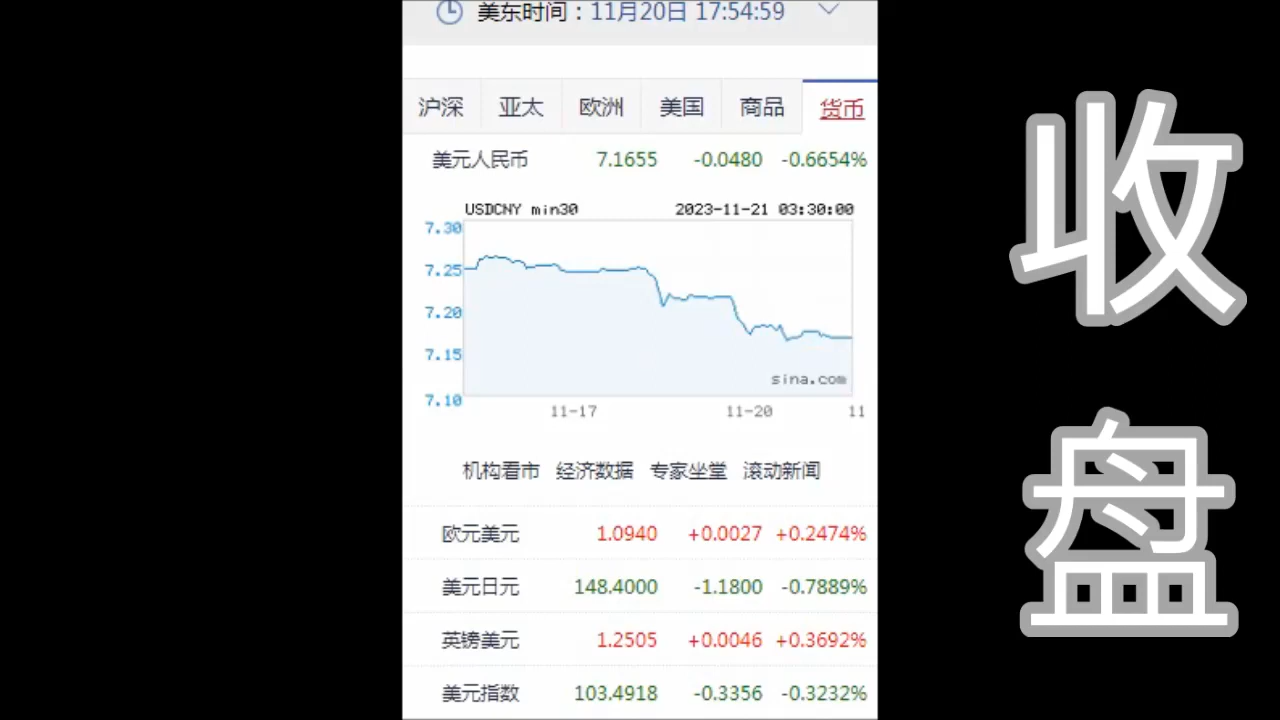 美东时间：11月20日 17:54:59
沪深 亚太 欧洲 美国 商品 货币
美元人民币 7.1655 -0.0480 -0.6654%
USDCNY min30 2023-11-21 03:30:00
7.30
7.25
7.20
7.15
7.10
sina.com
11-17 11-20 11
机构看市 经济数据 专家坐堂 滚动新闻
欧元美元 1.0940 +0.0027 +0.2474%
美元日元 148.4000 -1.1800 -0.7889%
英镑美元 1.2505 +0.0046 +0.3692%
美元指数 103.4918 -0.3356 -0.3232%
收
盘